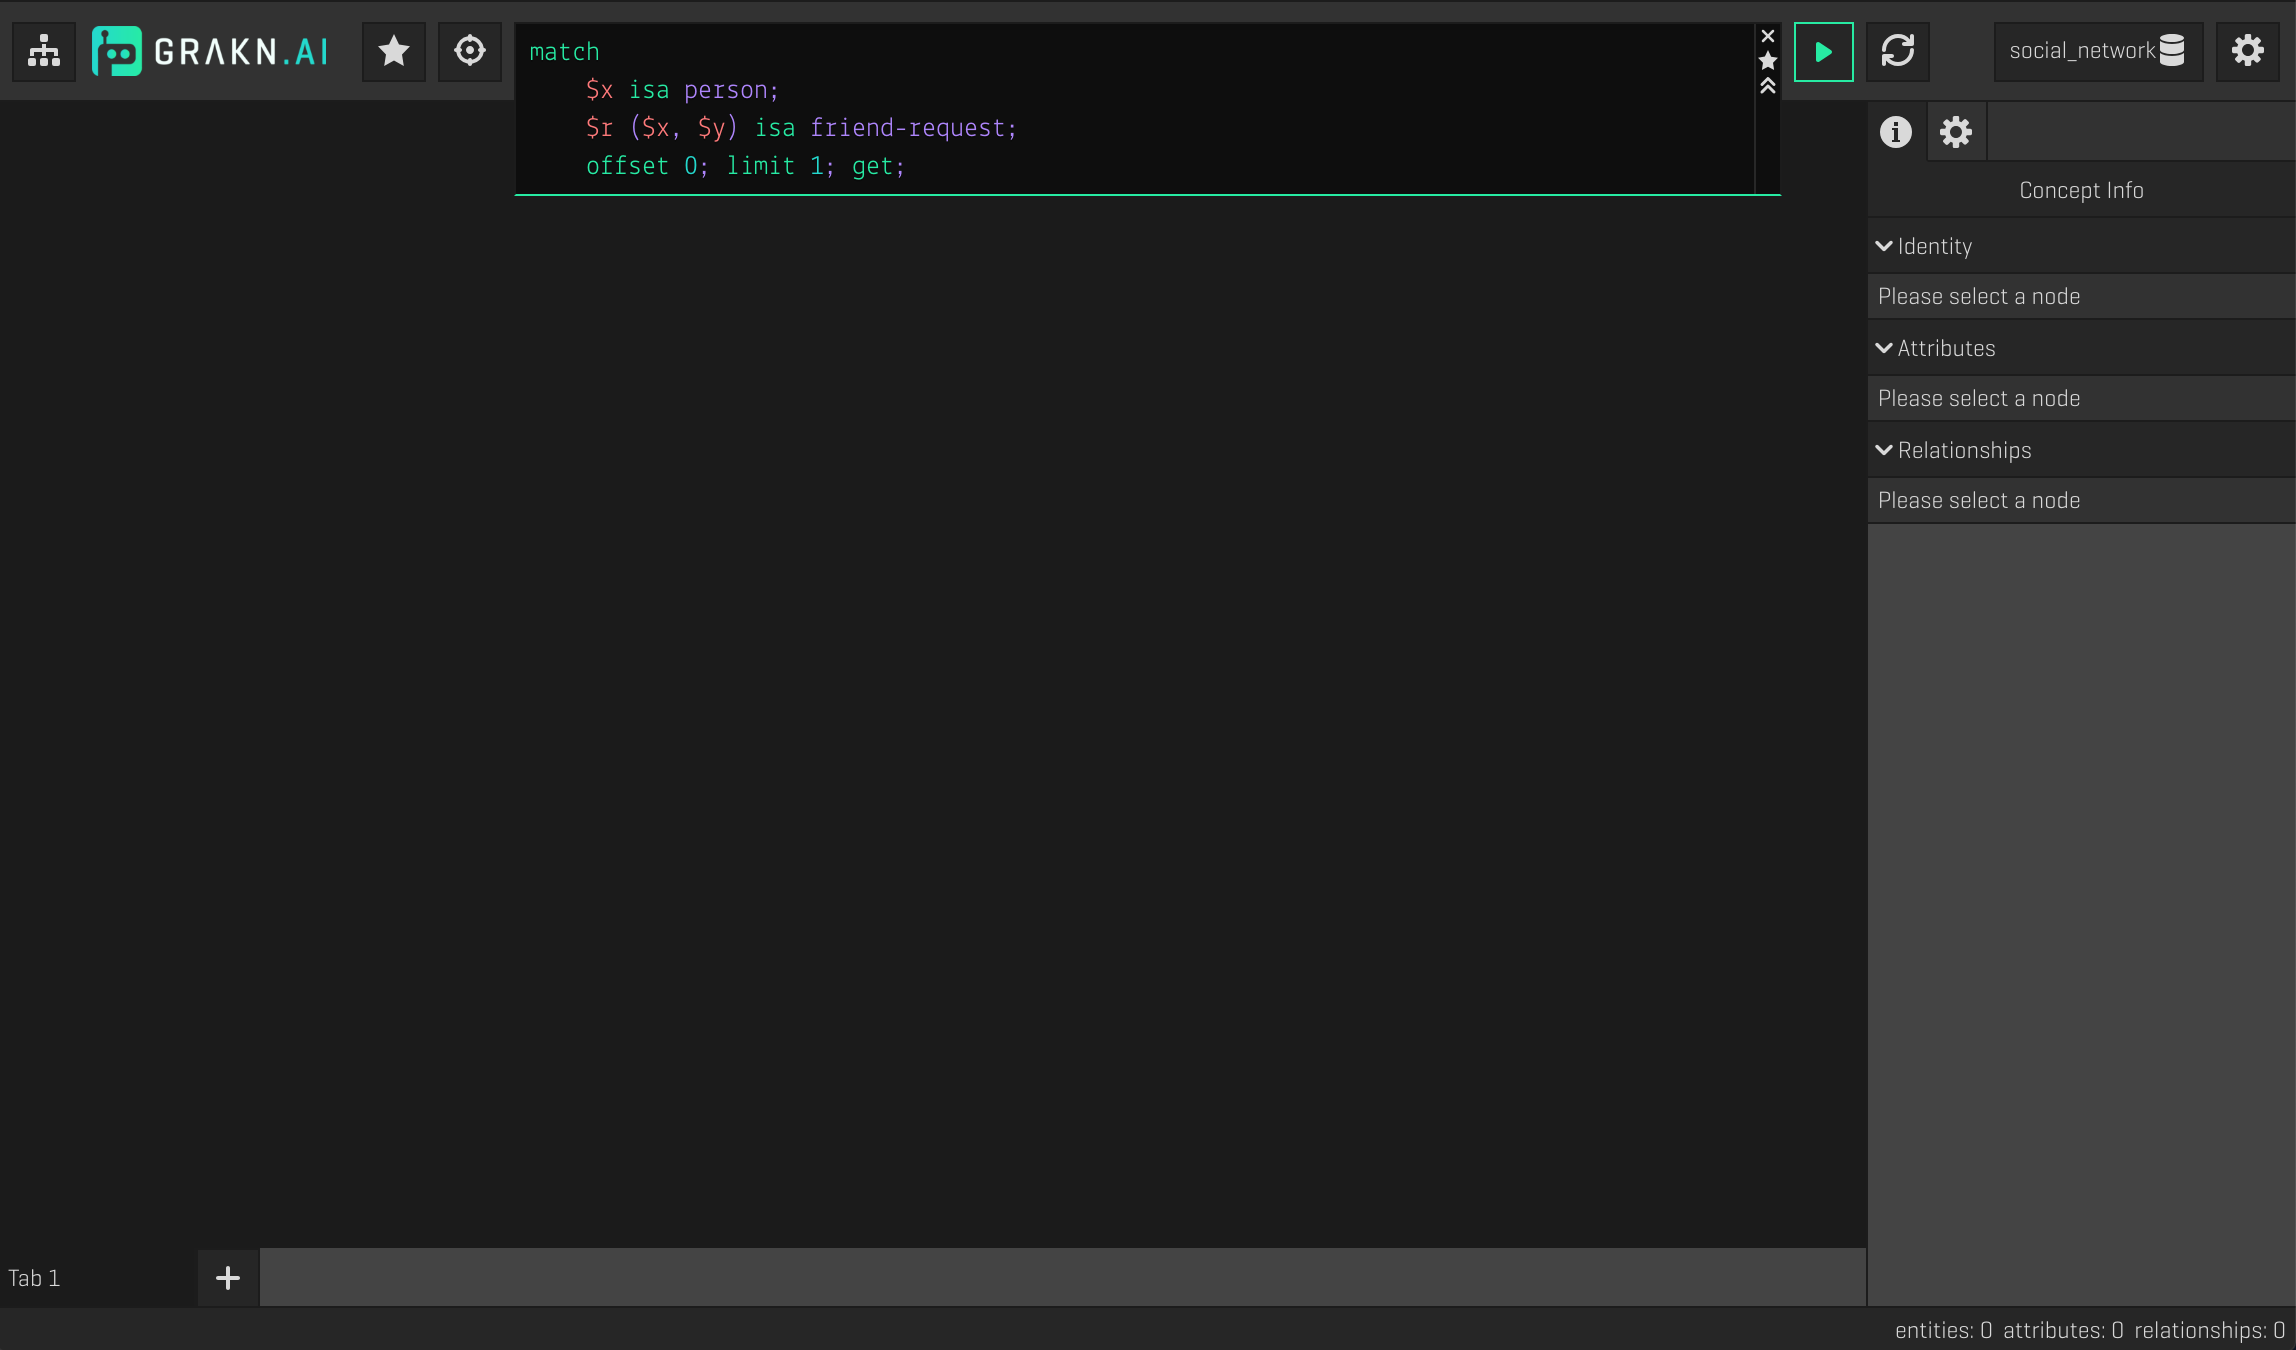 GRAKN.AI
match
$x isa person;
$r ($x, $y) isa friend-request;
offset 0; limit 1; get;
social_network
Concept Info
Identity
Please select a node
Attributes
Please select a node
Relationships
Please select a node
Tab 1
entities: 0 attributes: 0 relationships: 0